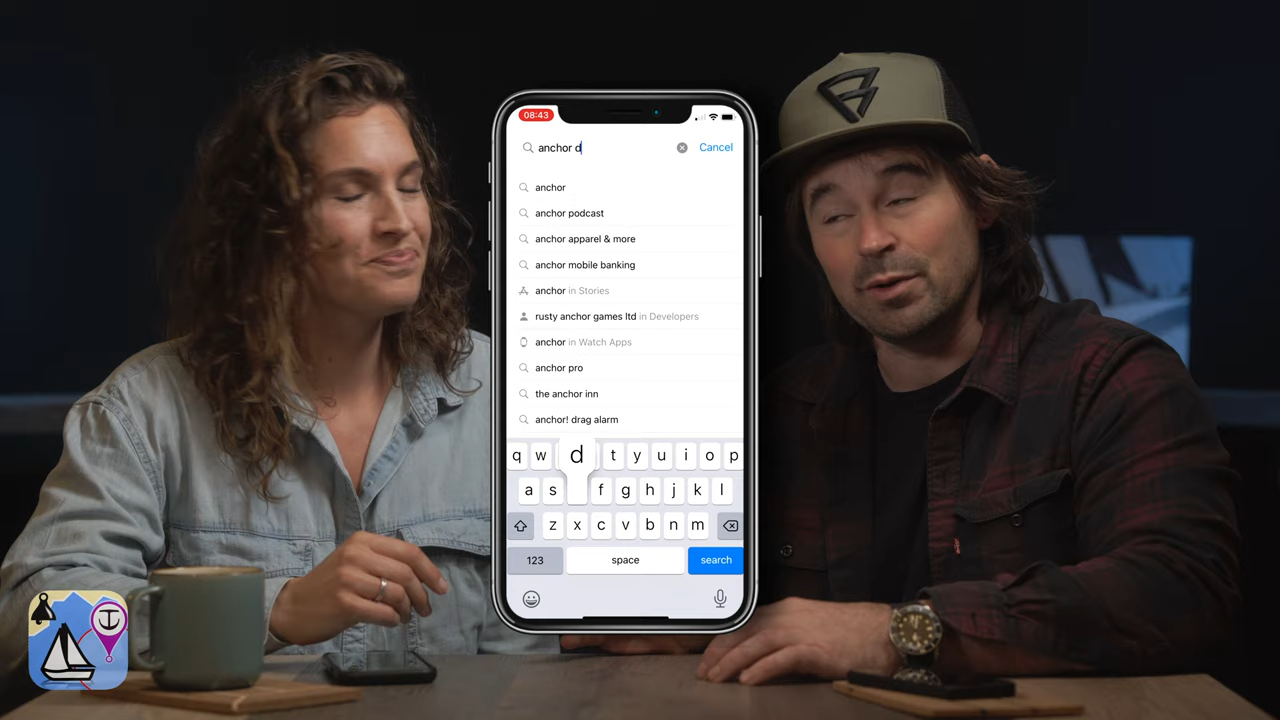 08:43
anchor d
Cancel
anchor
anchor podcast
anchor apparel & more
anchor mobile banking
anchor in Stories
rusty anchor games ltd in Developers
anchor in Watch Apps
anchor pro
the anchor inn
anchor! drag alarm
q w d t y u i o p
a s f g h j k l
z x c v b n m
123 space search